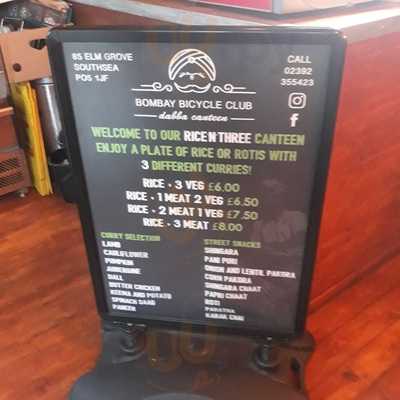 85 ELM GROVE
SOUTHSEA
PO5 1JF
CALL
02392
355423
BOMBAY BICYCLE CLUB
dabba canteen
WELCOME TO OUR RICE N THREE CANTEEN
ENJOY A PLATE OF RICE OR ROTIS WITH
3 DIFFERENT CURRIES!
RICE + 3 VEG £6.00
RICE + 1 MEAT 2 VEG £6.50
RICE + 2 MEAT 1 VEG £7.50
RICE + 3 MEAT £8.00
CURRY SELECTION
LAMB
CAULIFLOWER
PUMPKIN
AUBERGINE
DALL
BUTTER CHICKEN
KEEMA AND POTATO
SPINACH SAAG
PANEER
STREET SNACKS
SHINGARA
PANI PURI
ONION AND LENTIL PAKORA
CORN PAKORA
SHINGARA CHAAT
PAPRI CHAAT
ROTI
PARATHA
KARAK CHAI